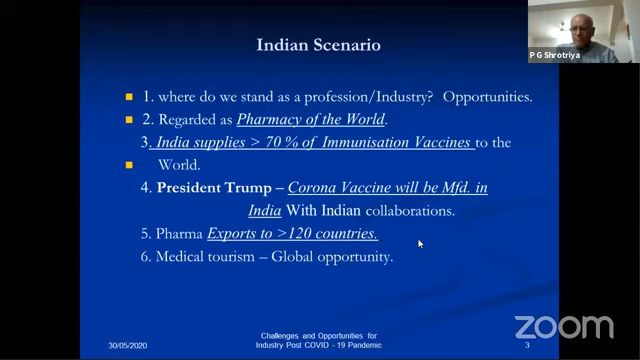 Indian Scenario
P G Shrotriya
1. where do we stand as a profession/Industry? Opportunities.
2. Regarded as Pharmacy of the World.
3. India supplies > 70 % of Immunisation Vaccines to the
World.
4. President Trump – Corona Vaccine will be Mfd. in
India With Indian collaborations.
5. Pharma Exports to >120 countries.
6. Medical tourism – Global opportunity.
zoom
30/05/2020
Challenges and Opportunities for
Industry Post COVID - 19 Pandemic
3